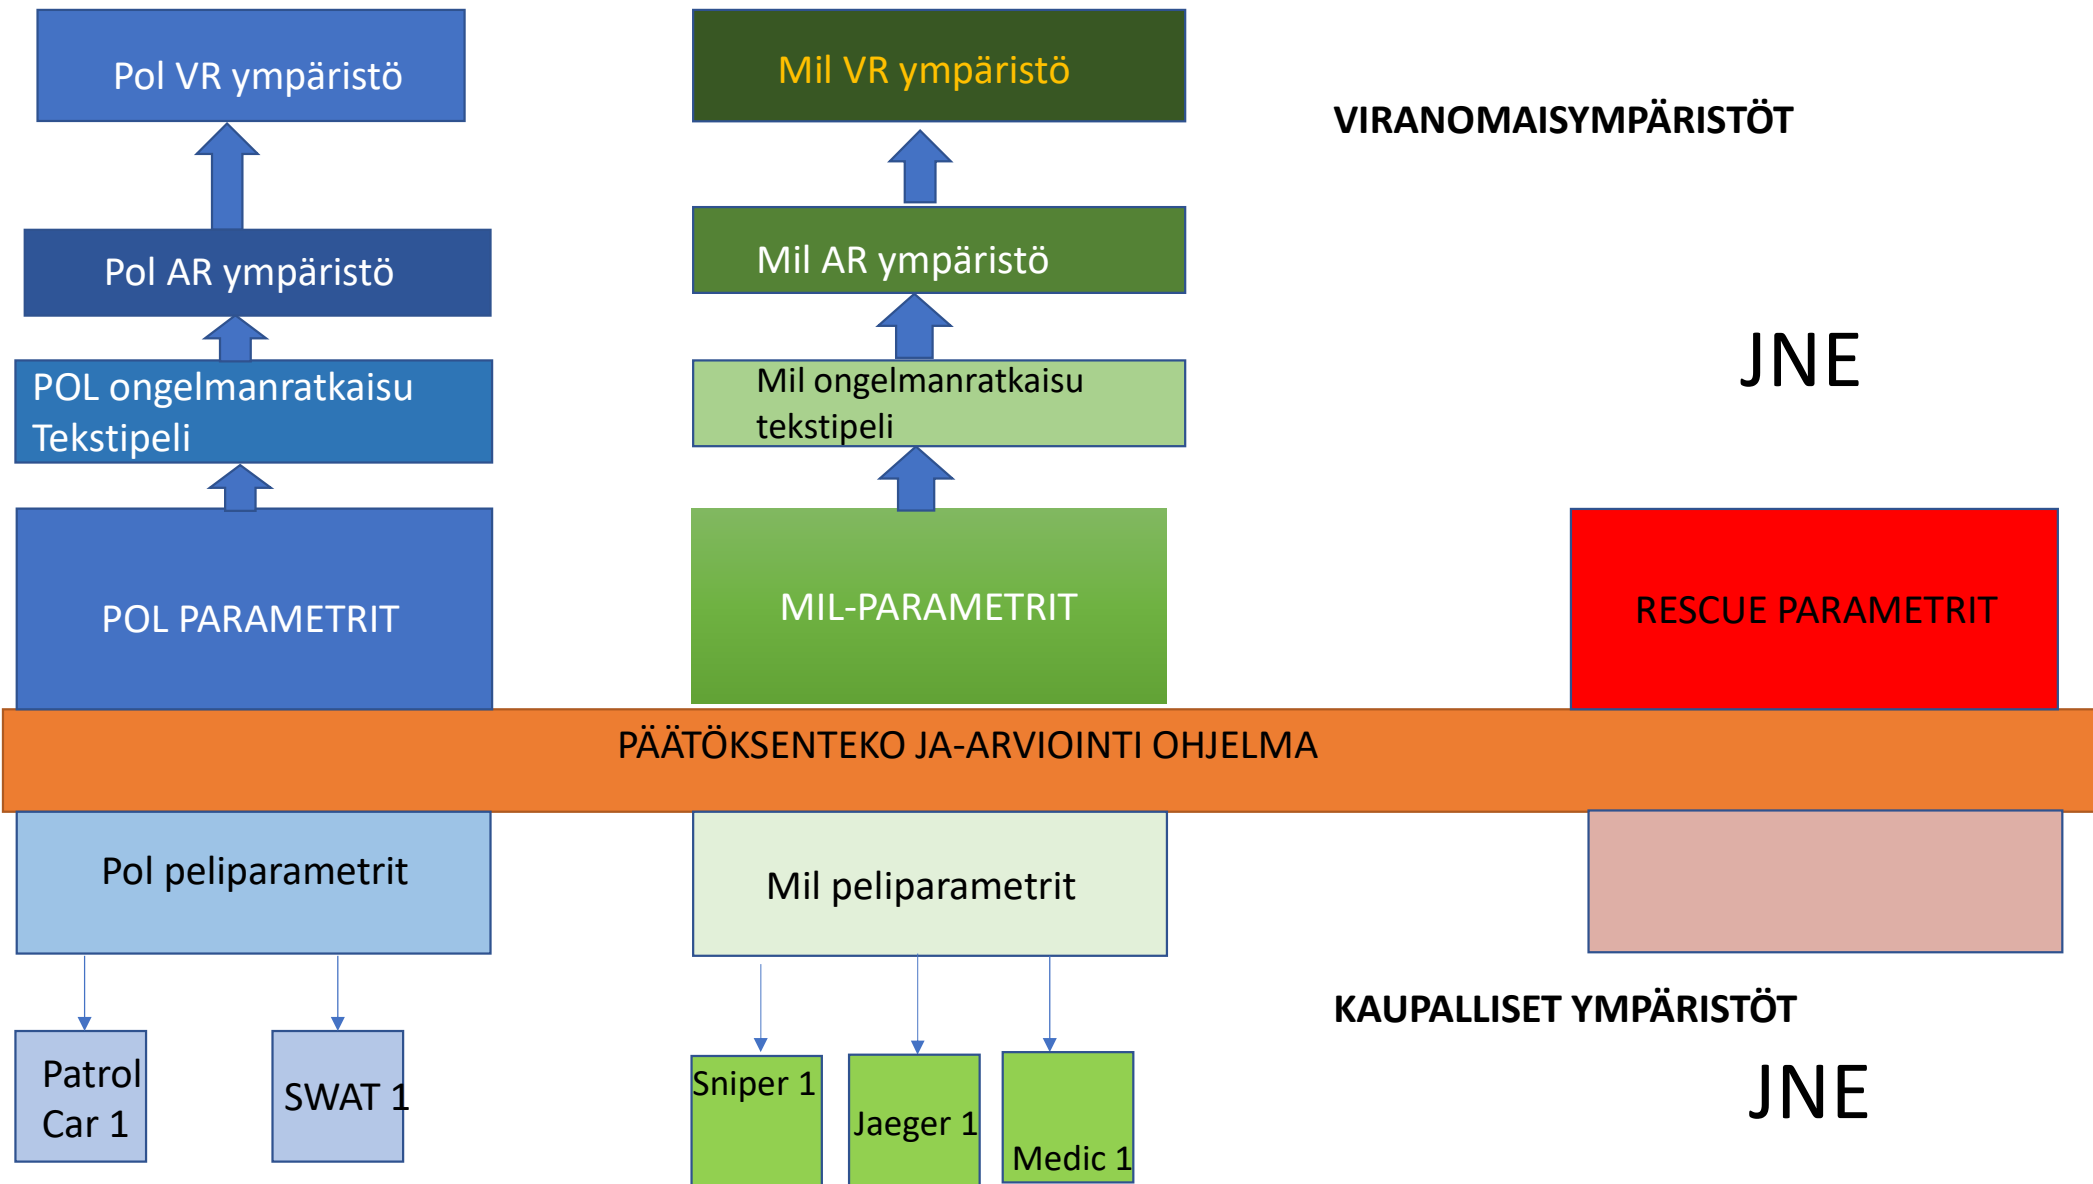 Pol VR ympäristö
Mil VR ympäristö
VIRANOMAISYMPÄRISTÖT
Pol AR ympäristö
Mil AR ympäristö
POL ongelmanratkaisu
Tekstipeli
Mil ongelmanratkaisu
tekstipeli
JNE
POL PARAMETRIT
MIL-PARAMETRIT
RESCUE PARAMETRIT
PÄÄTÖKSENTEKO JA-ARVIOINTI OHJELMA
Pol peliparametrit
Mil peliparametrit
KAUPALLISET YMPÄRISTÖT
Patrol
Car 1
SWAT 1
Sniper 1
Jaeger 1
Medic 1
JNE